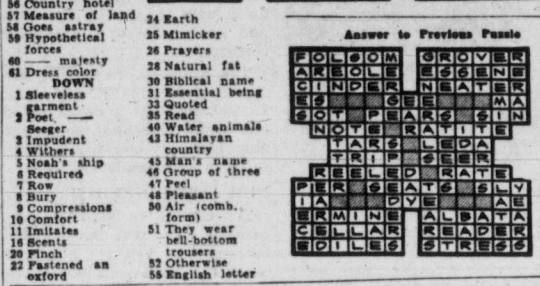 56 Country hotel
57 Measure of land
58 Goes astray
59 Hypothetical
forces
60 —— majesty
61 Dress color
DOWN
1 Sleeveless
garment
2 Poet, ——
Seeger
3 Impudent
4 Withers
5 Noah's ship
6 Required
7 Row
8 Bury
9 Compressions
10 Comfort
11 Imitates
16 Scents
20 Finch
22 Fastened an
oxford
24 Earth
25 Mimicker
26 Prayers
28 Natural fat
30 Biblical name
31 Essential being
33 Quoted
35 Read
40 Water animals
43 Himalayan
country
45 Man's name
46 Group of three
47 Peel
48 Pleasant
50 Air (comb.
form)
51 They wear
bell-bottom
trousers
52 Otherwise
55 English letter
Answer to Previous Puzzle
FOLSOM GROVER
AREOLE ESSENE
CINDER NEATER
ES GEE MA
SOT PEARS SIN
NOTE RATITE
TARS LEDA
TRIP SEER
REELED RATE
PER SEATS SLY
IA DYE AE
ERMINE ALBATA
CELLAR READER
EDILES STRESS